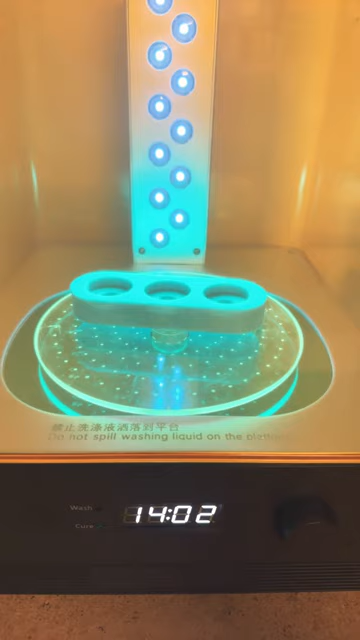 禁止洗涤液洒落到平台
Do not spill washing liquid on the platform
Wash
Cure
14:02